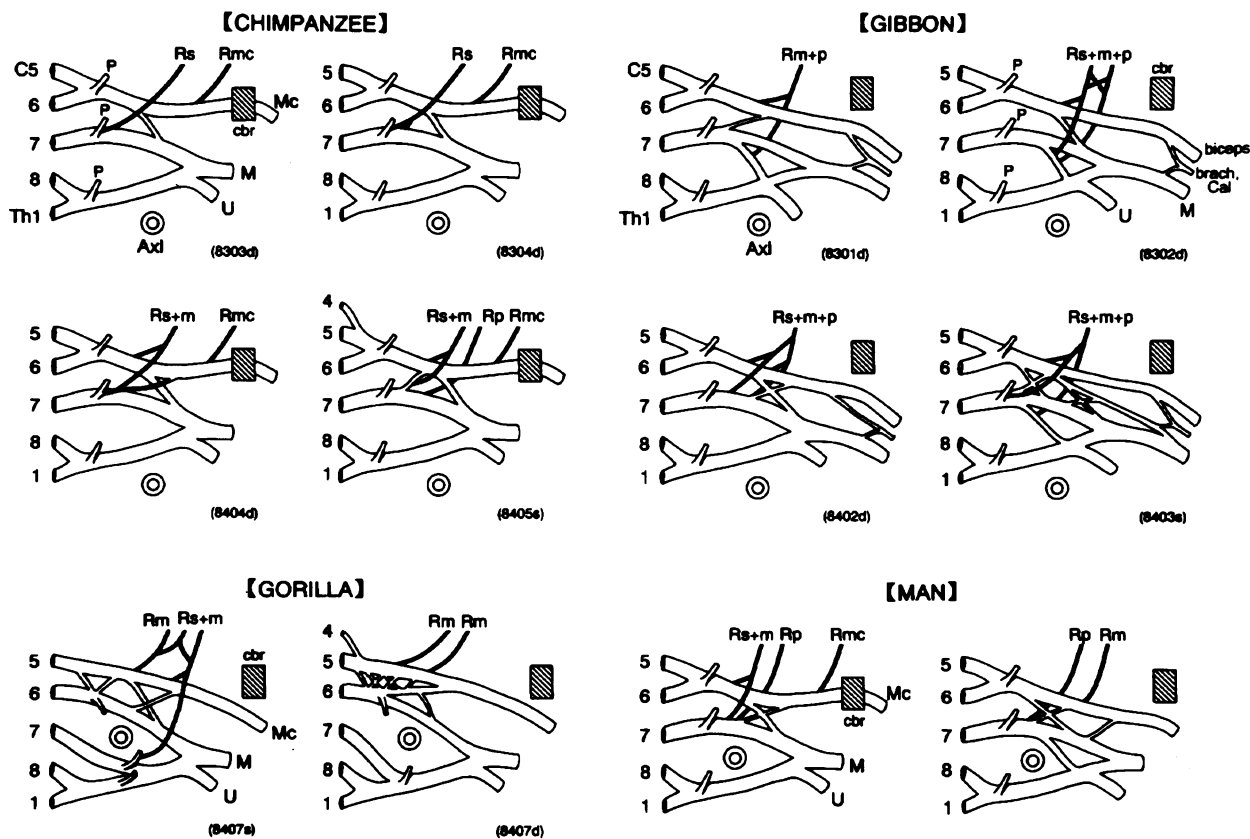 【CHIMPANZEE】
Rs Rmc
C5 P
6 Mc
P cbr
7
8 P M
U
Th1
Axl
(8303d)
Rs Rmc
5
6
7
8
1
(8304d)
Rs+m Rmc
5
6
7
8
1
(8404d)
4
Rs+m Rp Rmc
5
6
7
8
1
(8405s)
【GIBBON】
Rm+p
C5
6
7
8
Th1
Axl
(8301d)
Rs+m+p
P cbr
5
6
P
7
biceps
brach.
Cal
8 P
M
U
1
(8302d)
Rs+m+p
5
6
7
8
1
(8402d)
Rs+m+p
5
6
7
8
1
(8403s)
【GORILLA】
Rm Rs+m
cbr
5
6
7
Mc
8
M
U
1
(8407s)
4 Rm Rm
5
6
7
8
1
(8407d)
【MAN】
Rs+m Rp Rmc
5
6 Mc
cbr
7
8 M
U
1
Rp Rm
5
6
7
8
1